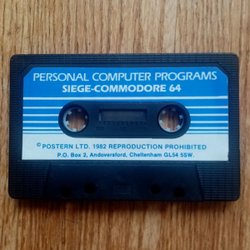 PERSONAL COMPUTER PROGRAMS
SIEGE-COMMODORE 64
© POSTERN LTD. 1982 REPRODUCTION PROHIBITED
P.O. Box 2, Andoversford, Cheltenham GL54 5SW.